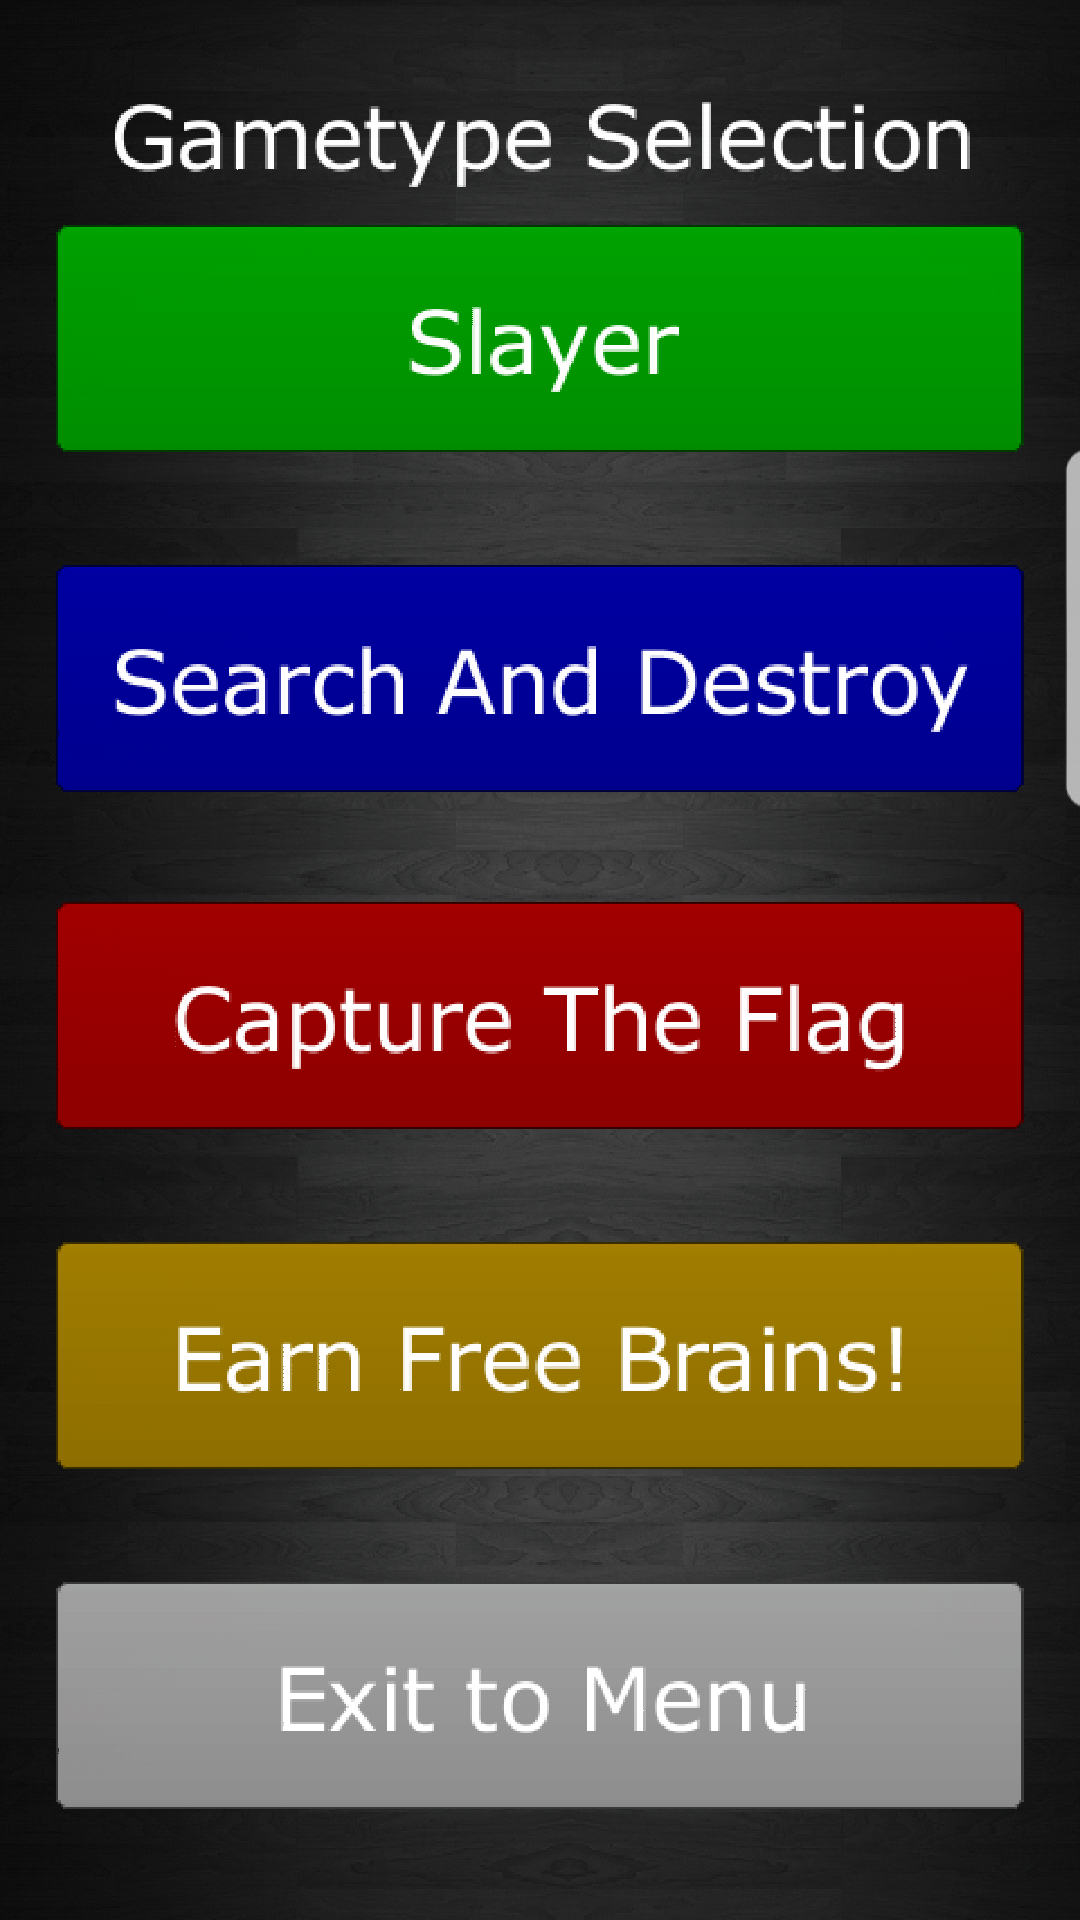 Gametype Selection
Slayer
Search And Destroy
Capture The Flag
Earn Free Brains!
Exit to Menu